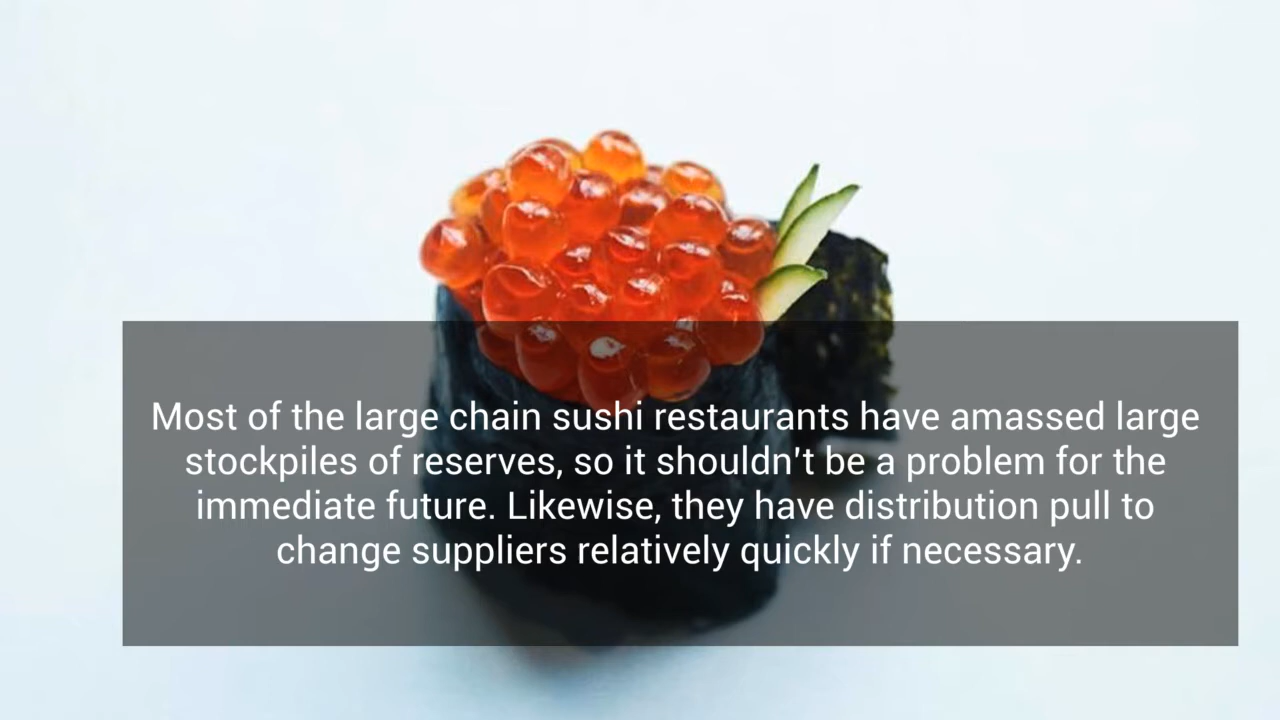 Most of the large chain sushi restaurants have amassed large
stockpiles of reserves, so it shouldn't be a problem for the
immediate future. Likewise, they have distribution pull to
change suppliers relatively quickly if necessary.